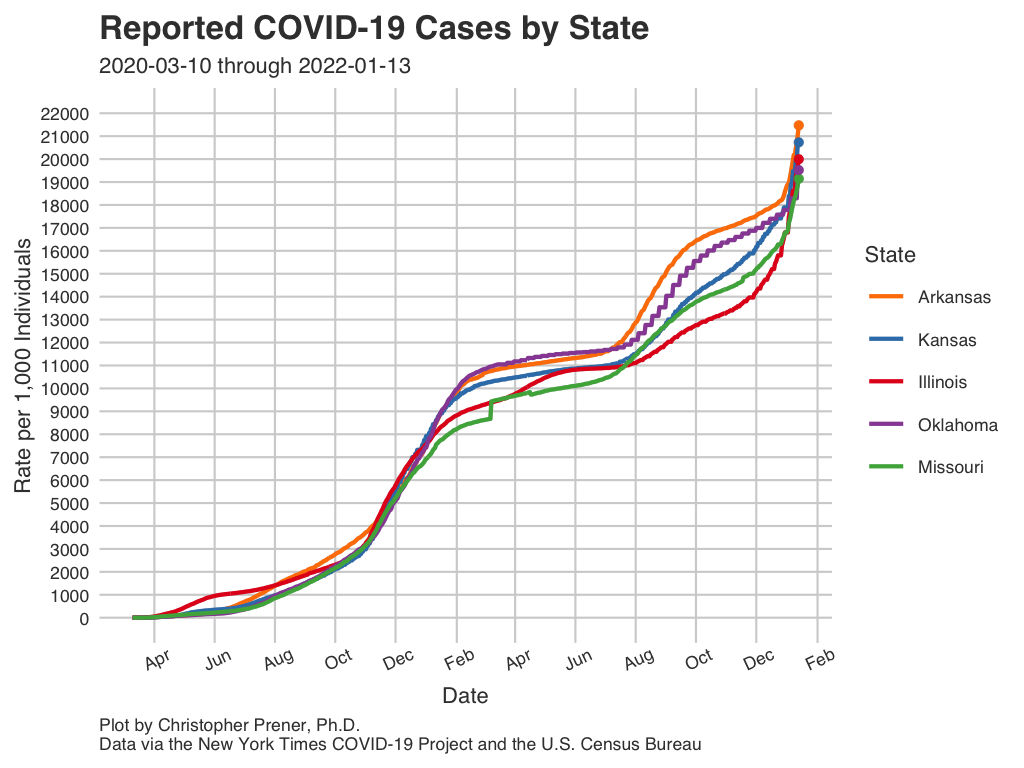 Reported COVID-19 Cases by State
2020-03-10 through 2022-01-13
22000
21000
20000
19000
18000
17000
16000
15000
14000
13000
12000
11000
10000
9000
8000
7000
6000
5000
4000
3000
2000
1000
0
Rate per 1,000 Individuals
Apr
Jun
Aug
Oct
Dec
Feb
Apr
Jun
Aug
Oct
Dec
Feb
Date
State
Arkansas
Kansas
Illinois
Oklahoma
Missouri
Plot by Christopher Prener, Ph.D.
Data via the New York Times COVID-19 Project and the U.S. Census Bureau